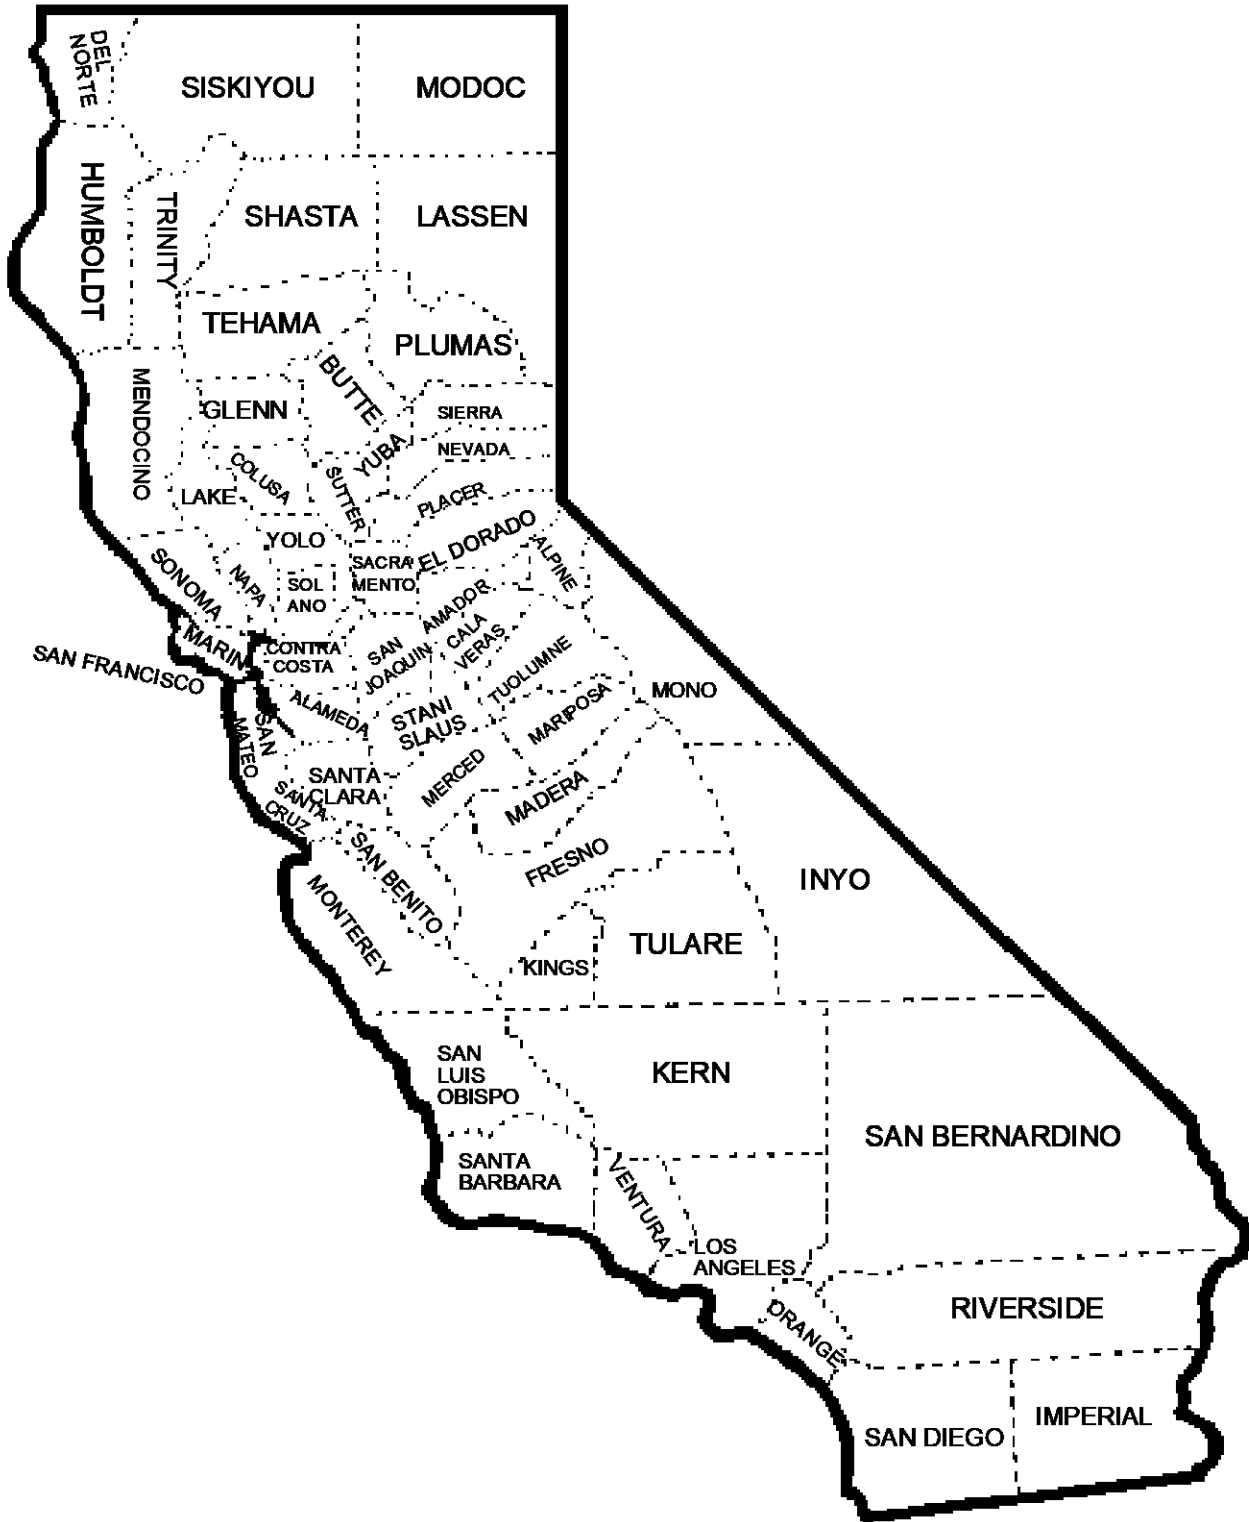 DEL
NORTE
SISKIYOU
MODOC
HUMBOLDT
TRINITY
SHASTA
LASSEN
TEHAMA
PLUMAS
BUTTE
MENDOCINO
GLENN
SIERRA
YUBA
NEVADA
COLUSA
SUTTER
LAKE
PLACER
YOLO
EL DORADO
SONOMA
NAPA
SOL
ANO
SACRA
MENTO
ALPINE
AMADOR
MARIN
CONTRA
COSTA
SAN
JOAQUIN
CALA
VERAS
SAN FRANCISCO
TUOLUMNE
MONO
ALAMEDA
STANI
SLAUS
MARIPOSA
SAN
MATEO
SANTA
CLARA
MERCED
MADERA
SANTA
CRUZ
SAN BENITO
FRESNO
INYO
MONTEREY
TULARE
KINGS
SAN
LUIS
OBISPO
KERN
SAN BERNARDINO
SANTA
BARBARA
VENTURA
LOS
ANGELES
ORANGE
RIVERSIDE
SAN DIEGO
IMPERIAL